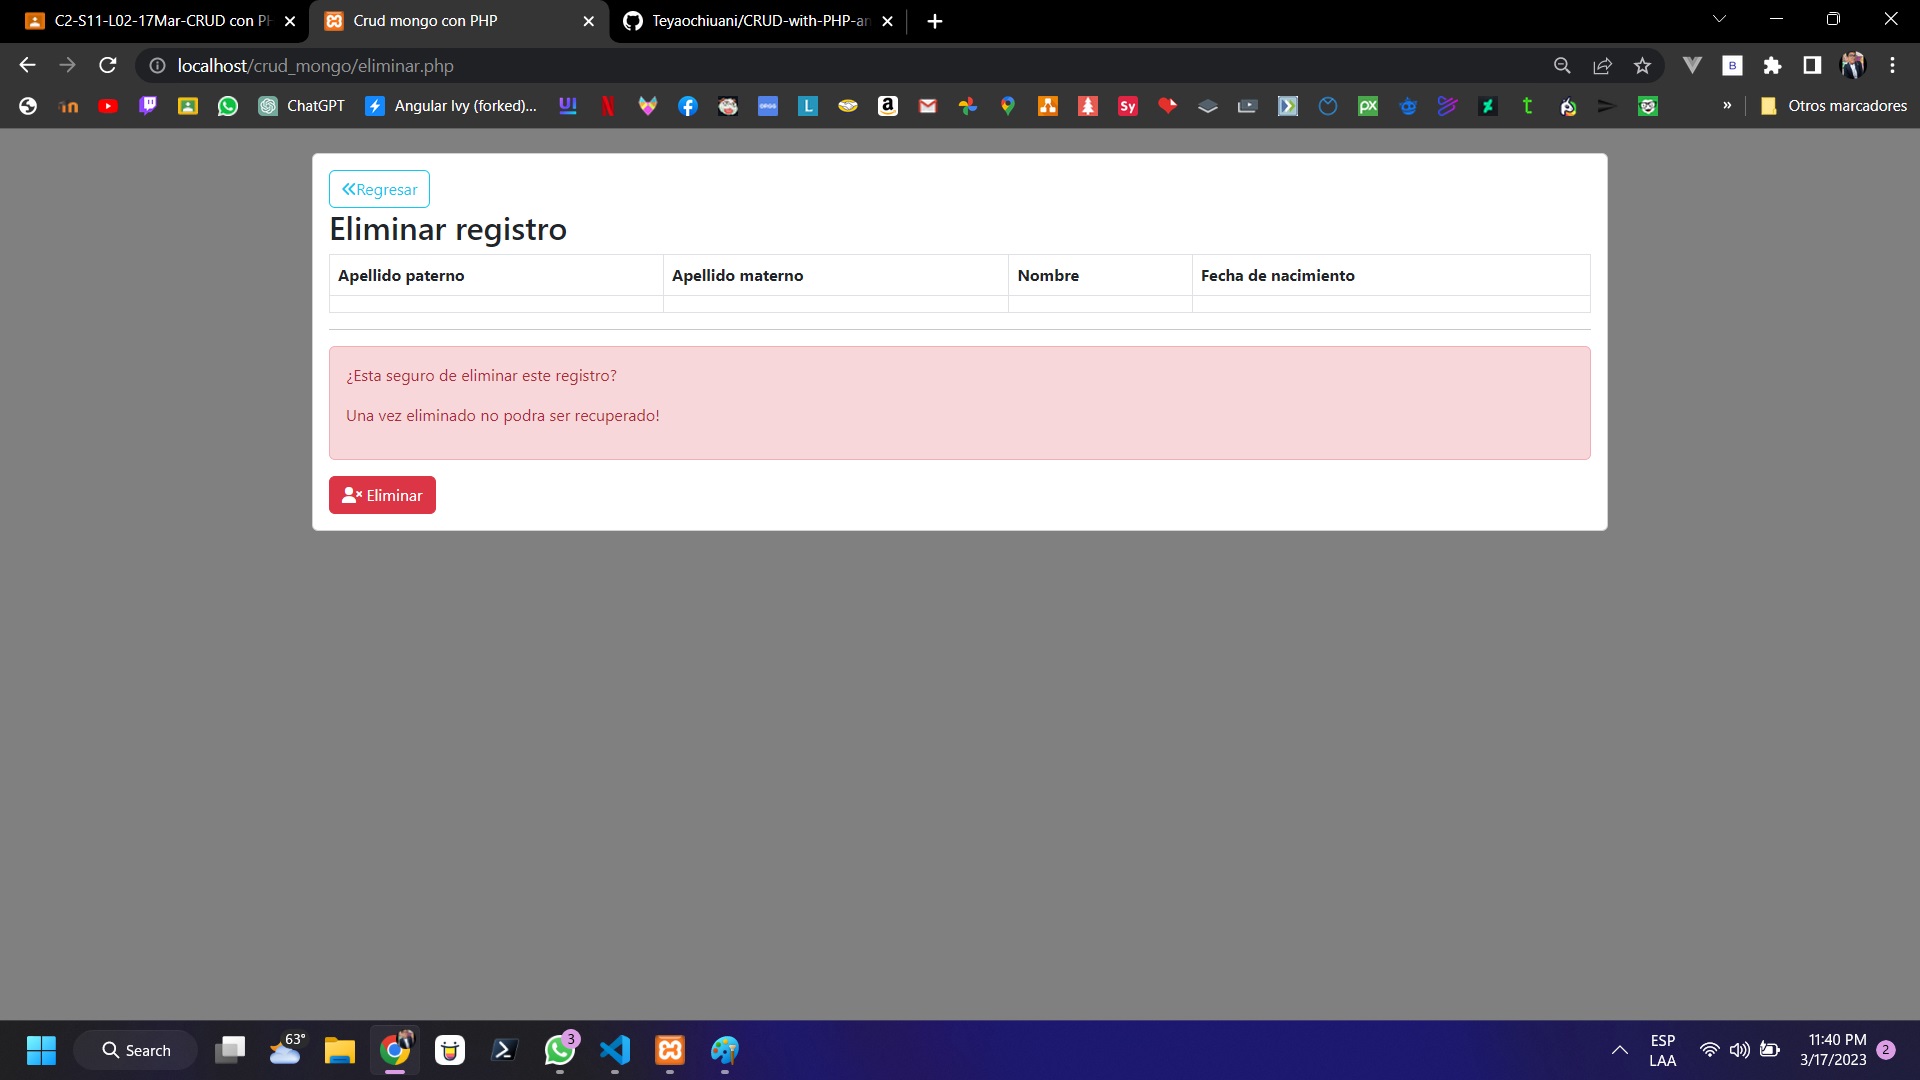 C2-S11-L02-17Mar-CRUD con PH
Crud mongo con PHP
Teyaochiuani/CRUD-with-PHP-an
localhost/crud_mongo/eliminar.php
ChatGPT
Angular Ivy (forked)...
Otros marcadores
Regresar
Eliminar registro
Apellido paterno
Apellido materno
Nombre
Fecha de nacimiento
¿Esta seguro de eliminar este registro?
Una vez eliminado no podra ser recuperado!
Eliminar
63°
Search
3
ESP
LAA
11:40 PM
3/17/2023
2